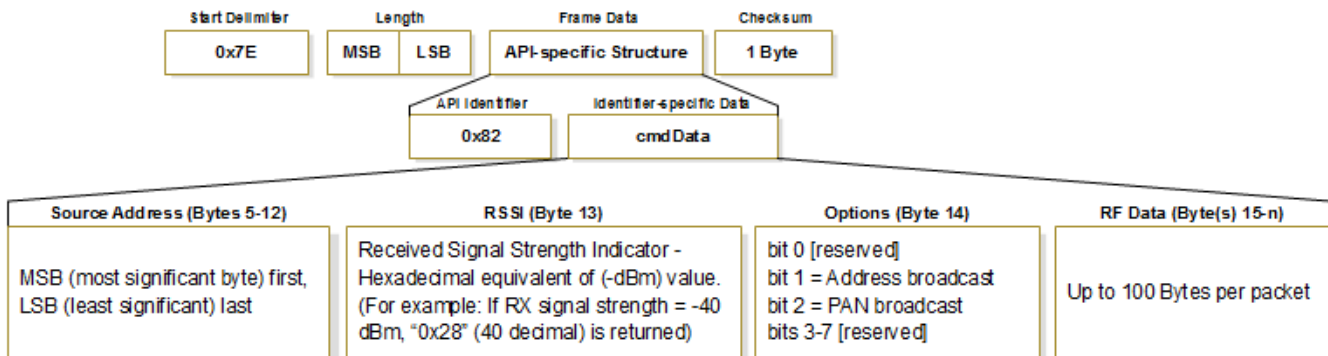 Start Delimiter
Length
Frame Data
Checksum
0x7E
MSB
LSB
API-specific Structure
1 Byte
API Identifier
Identifier-specific Data
0x82
cmdData
Source Address (Bytes 5-12)
RSSI (Byte 13)
Options (Byte 14)
RF Data (Byte(s) 15-n)
MSB (most significant byte) first,
LSB (least significant) last
Received Signal Strength Indicator -
Hexadecimal equivalent of (-dBm) value.
(For example: If RX signal strength = -40
dBm, “0x28” (40 decimal) is returned)
bit 0 [reserved]
bit 1 = Address broadcast
bit 2 = PAN broadcast
bits 3-7 [reserved]
Up to 100 Bytes per packet